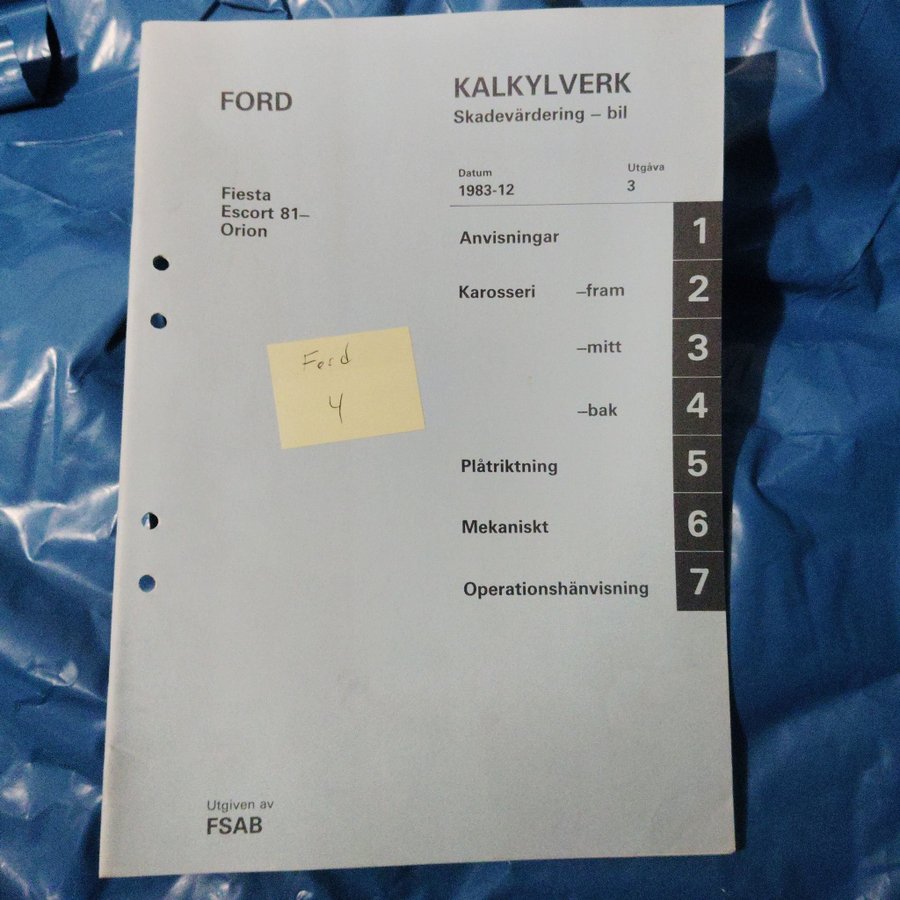 FORD
KALKYLVERK
Skadevärdering – bil
Datum
1983-12
Utgåva
3
Fiesta
Escort 81–
Orion
Anvisningar 1
Karosseri –fram 2
–mitt 3
–bak 4
Plåtriktning 5
Mekaniskt 6
Operationshänvisning 7
Ford
4
Utgiven av
FSAB